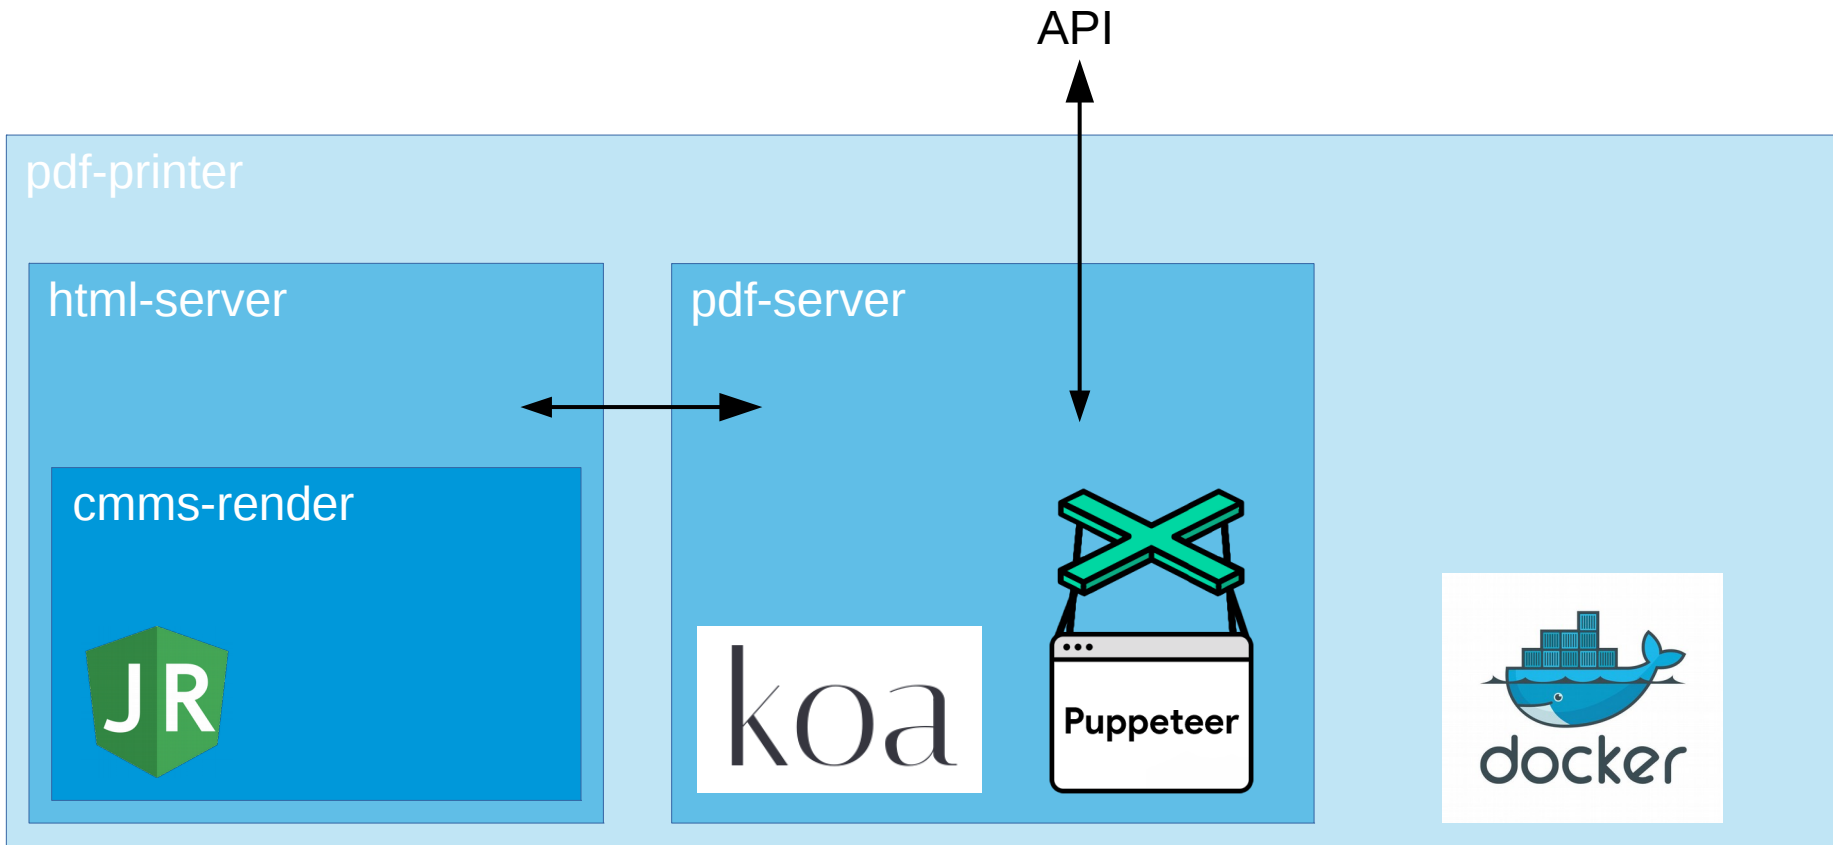 API
pdf-printer
html-server
pdf-server
cmms-render
JR
koa
Puppeteer
docker